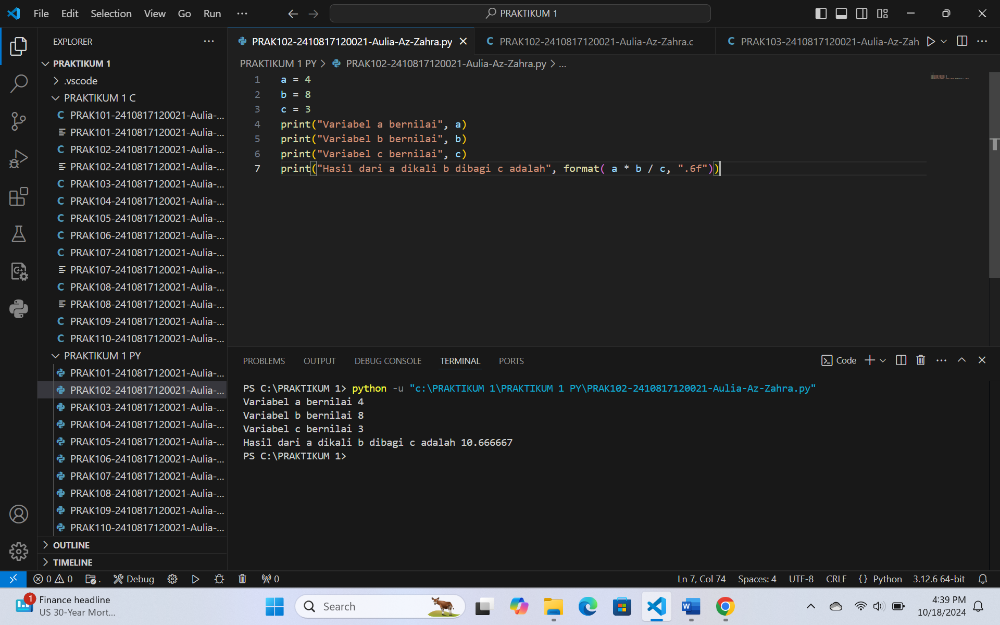 File Edit Selection View Go Run ···
PRAKTIKUM 1
EXPLORER
PRAKTIKUM 1
.vscode
PRAKTIKUM 1 C
PRAK101-2410817120021-Aulia-...
PRAK101-2410817120021-Aulia-...
PRAK102-2410817120021-Aulia-...
PRAK102-2410817120021-Aulia-...
PRAK103-2410817120021-Aulia-...
PRAK104-2410817120021-Aulia-...
PRAK105-2410817120021-Aulia-...
PRAK106-2410817120021-Aulia-...
PRAK107-2410817120021-Aulia-...
PRAK107-2410817120021-Aulia-...
PRAK108-2410817120021-Aulia-...
PRAK108-2410817120021-Aulia-...
PRAK109-2410817120021-Aulia-...
PRAK110-2410817120021-Aulia-...
PRAKTIKUM 1 PY
PRAK101-2410817120021-Aulia-...
PRAK102-2410817120021-Aulia-...
PRAK103-2410817120021-Aulia-...
PRAK104-2410817120021-Aulia-...
PRAK105-2410817120021-Aulia-...
PRAK106-2410817120021-Aulia-...
PRAK107-2410817120021-Aulia-...
PRAK108-2410817120021-Aulia-...
PRAK109-2410817120021-Aulia-...
PRAK110-2410817120021-Aulia-...
OUTLINE
TIMELINE
PRAK102-2410817120021-Aulia-Az-Zahra.py
C PRAK102-2410817120021-Aulia-Az-Zahra.c
C PRAK103-2410817120021-Aulia-Az-Zah
PRAKTIKUM 1 PY > PRAK102-2410817120021-Aulia-Az-Zahra.py > ...
1 a = 4
2 b = 8
3 c = 3
4 print("Variabel a bernilai", a)
5 print("Variabel b bernilai", b)
6 print("Variabel c bernilai", c)
7 print("Hasil dari a dikali b dibagi c adalah", format( a * b / c, ".6f"))
PROBLEMS OUTPUT DEBUG CONSOLE TERMINAL PORTS
Code
PS C:\PRAKTIKUM 1> python -u "c:\PRAKTIKUM 1\PRAKTIKUM 1 PY\PRAK102-2410817120021-Aulia-Az-Zahra.py"
Variabel a bernilai 4
Variabel b bernilai 8
Variabel c bernilai 3
Hasil dari a dikali b dibagi c adalah 10.666667
PS C:\PRAKTIKUM 1>
0 0 . Debug 0
Ln 7, Col 74 Spaces: 4 UTF-8 CRLF {} Python 3.12.6 64-bit
1 Finance headline
US 30-Year Mort...
Search
4:39 PM
10/18/2024